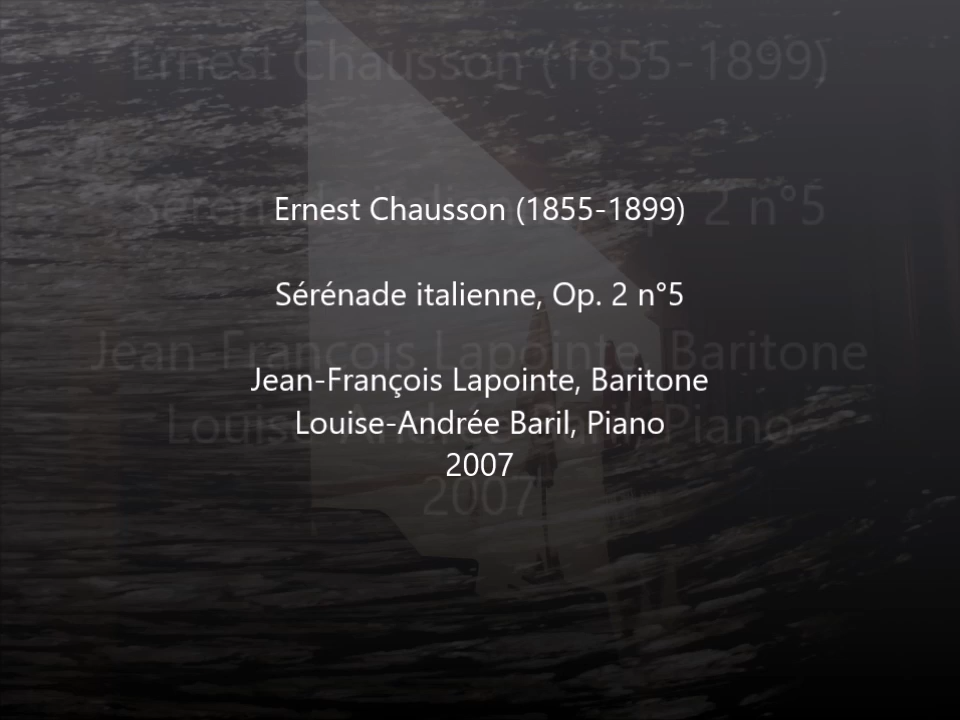 Ernest Chausson (1855-1899)
Sérénade italienne, Op. 2 n°5
Jean-François Lapointe, Baritone
Louise-Andrée Baril, Piano
2007